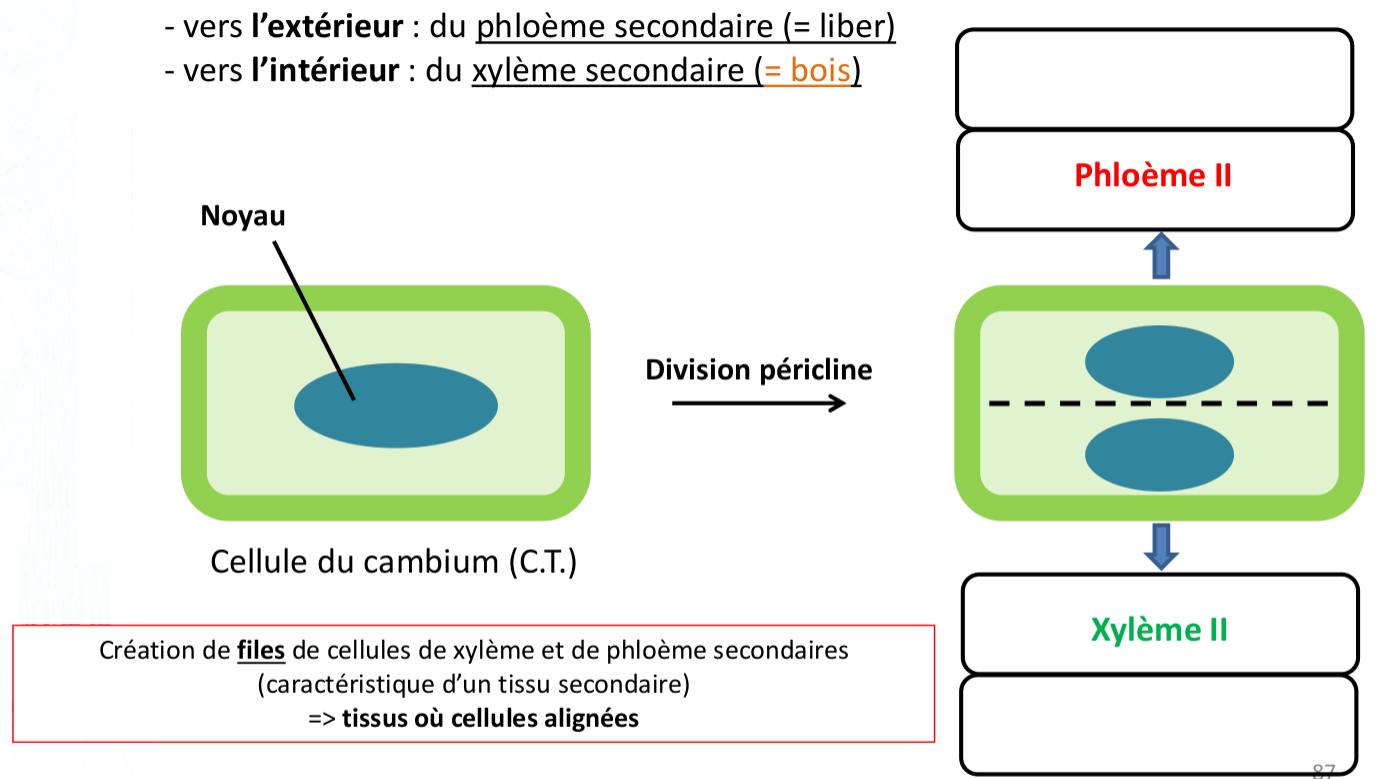 - vers l’extérieur : du phloème secondaire (= liber)
- vers l’intérieur : du xylème secondaire (= bois)
Phloème II
Noyau
Division péricline
Cellule du cambium (C.T.)
Xylème II
Création de files de cellules de xylème et de phloème secondaires
(caractéristique d’un tissu secondaire)
=> tissus où cellules alignées
87